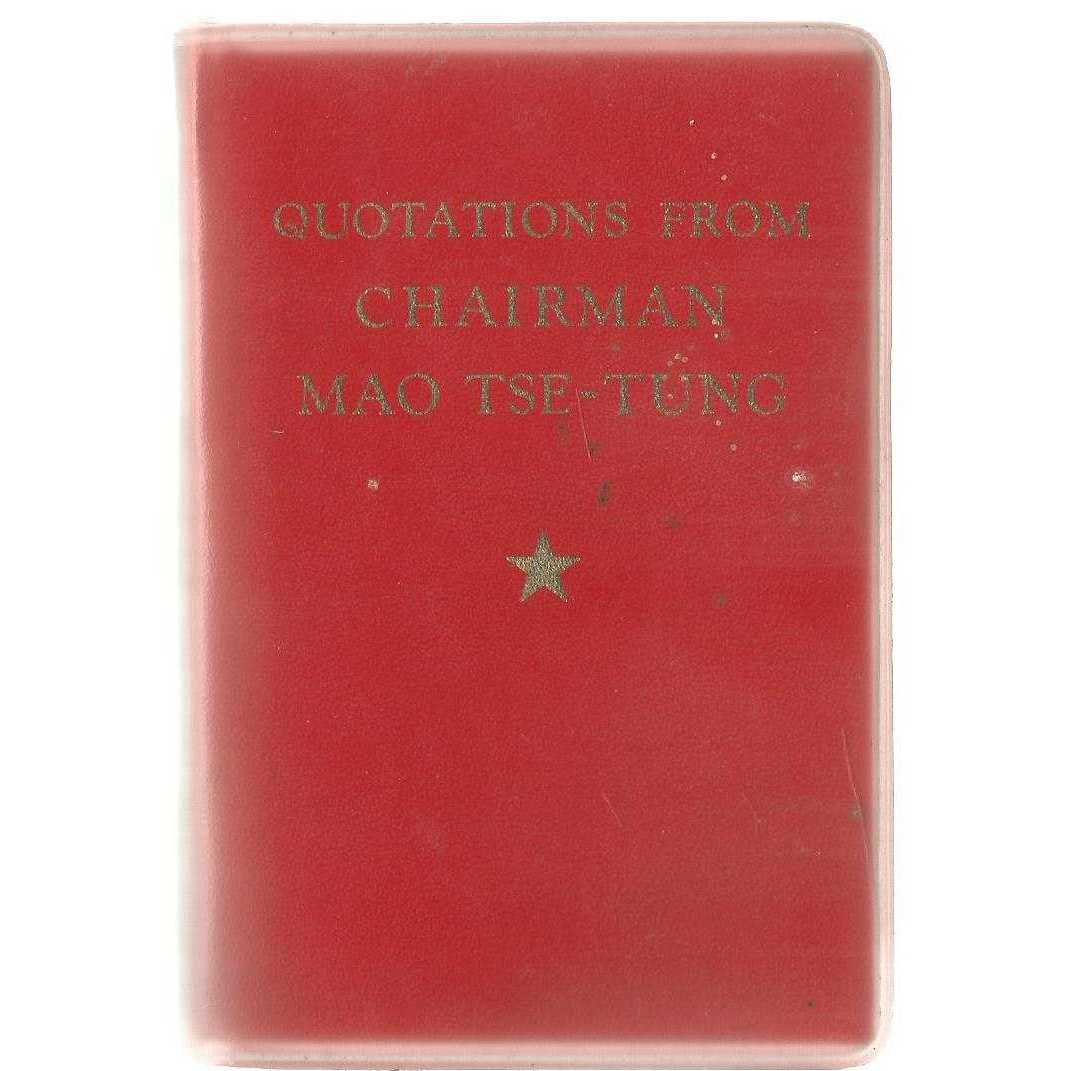 QUOTATIONS FROM
CHAIRMAN
MAO TSE-TUNG